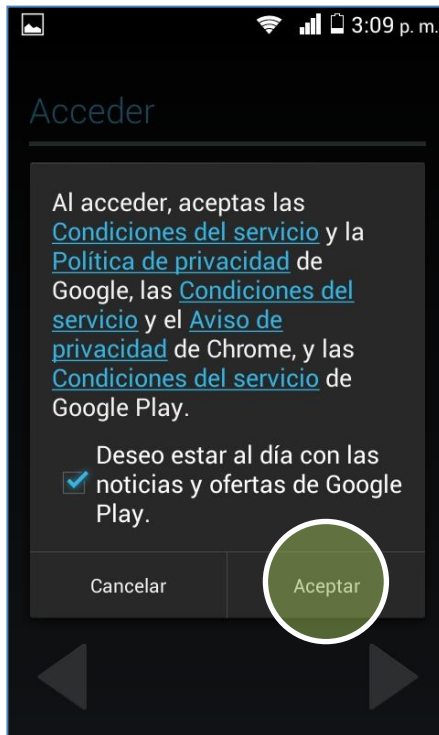 3:09 p. m.
Acceder
Al acceder, aceptas las
Condiciones del servicio y la
Política de privacidad de
Google, las Condiciones del
servicio y el Aviso de
privacidad de Chrome, y las
Condiciones del servicio de
Google Play.
Deseo estar al día con las
noticias y ofertas de Google
Play.
Cancelar
Aceptar